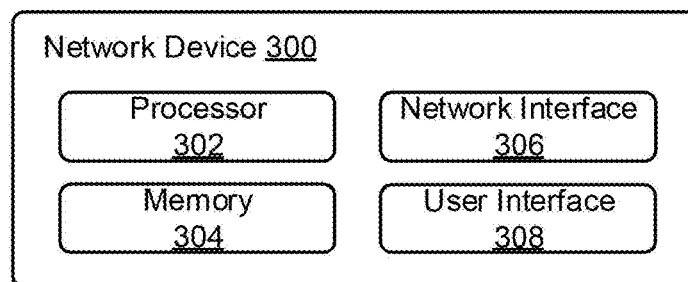 Network Device 300
Processor
302
Network Interface
306
Memory
304
User Interface
308